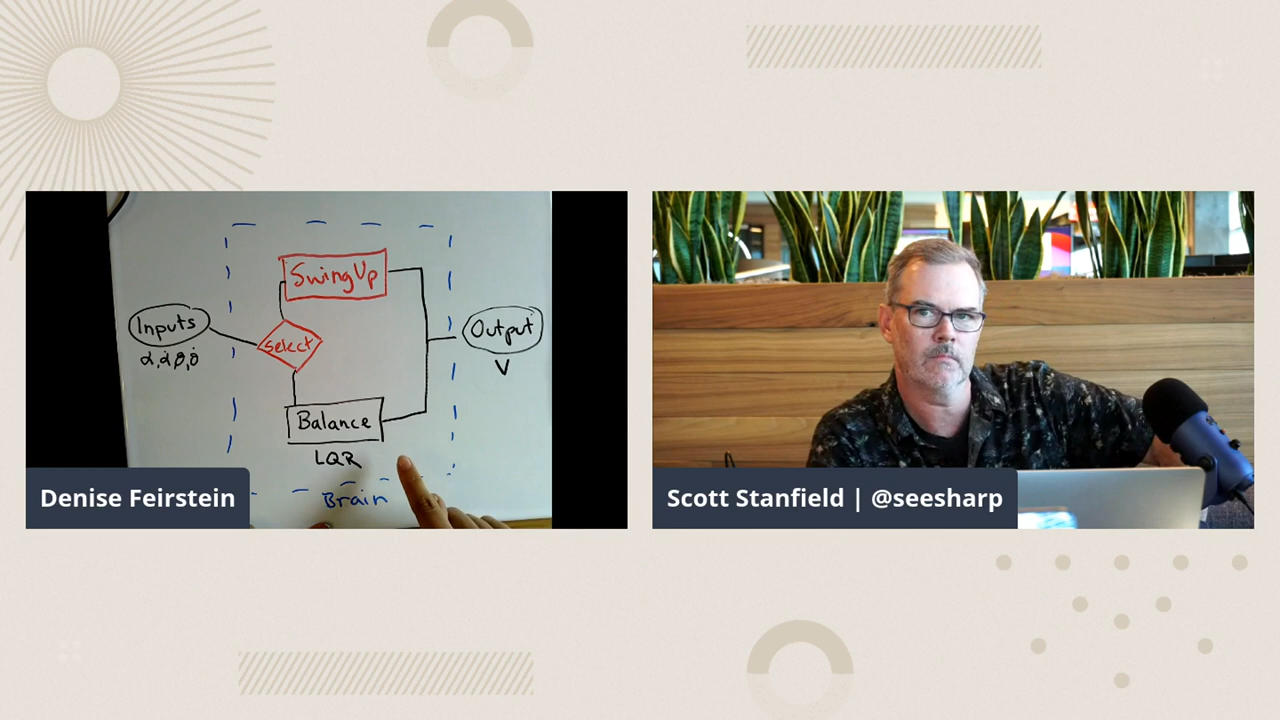 SwingUp
Inputs
α, α̇, θ, θ̇
Select
Output
V
Balance
LQR
Brain
Denise Feirstein
Scott Stanfield | @seesharp